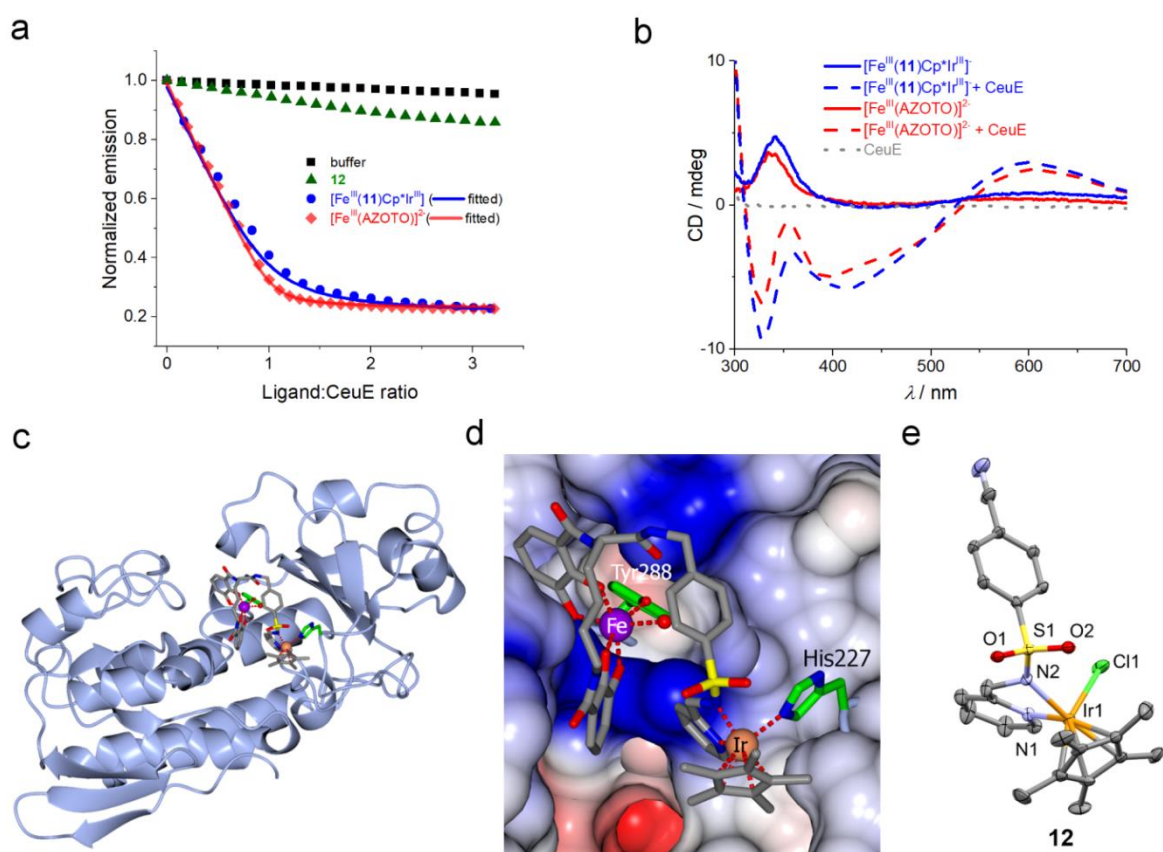 a
1.0
0.8
0.6
0.4
0.2
Normalized emission
buffer
12
[Feᴵᴵᴵ(11)Cp*Irᴵᴵᴵ] (— fitted)
[Feᴵᴵᴵ(AZOTO)]²⁻(— fitted)
0 1 2 3
Ligand:CeuE ratio
b
10
0
-10
CD / mdeg
[Feᴵᴵᴵ(11)Cp*Irᴵᴵᴵ]⁻
[Feᴵᴵᴵ(11)Cp*Irᴵᴵᴵ]⁻+ CeuE
[Feᴵᴵᴵ(AZOTO)]²⁻
[Feᴵᴵᴵ(AZOTO)]²⁻ + CeuE
CeuE
300 400 500 600 700
λ / nm
c
d
Tyr288
Fe
His227
Ir
e
O1
S1
O2
N2
Cl1
Ir1
N1
12